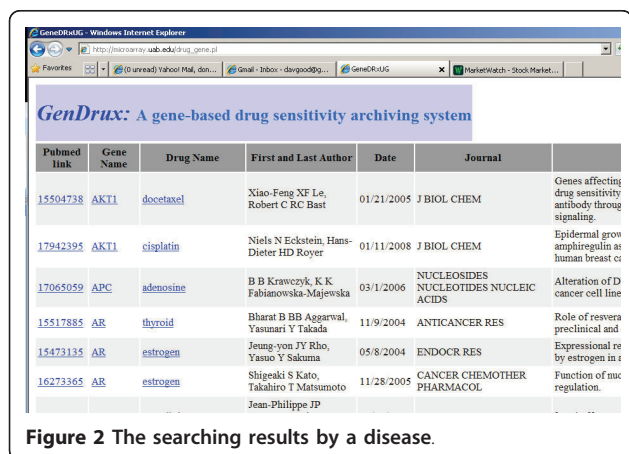 GeneDRxUG - Windows Internet Explorer
http://microarray.uab.edu/drug_gene.pl
Favorites (0 unread) Yahoo! Mail, don... Gmail - Inbox - davgood@g... GeneDRxUG X MarketWatch - Stock Market...
GenDrux: A gene-based drug sensitivity archiving system
Pubmed link Gene Name Drug Name First and Last Author Date Journal
15504738 AKT1 docetaxel Xiao-Feng XF Le, Robert C RC Bast 01/21/2005 J BIOL CHEM Genes affecting
drug sensitivity
antibody throug
signaling.
17942395 AKT1 cisplatin Niels N Eckstein, Hans-Dieter HD Royer 01/11/2008 J BIOL CHEM Epidermal grow
amphiregulin as
human breast ca
17065059 APC adenosine B B Krawczyk, K K Fabianowska-Majewska 03/1/2006 NUCLEOSIDES NUCLEOTIDES NUCLEIC ACIDS Alteration of D
cancer cell line
15517885 AR thyroid Bharat B BB Aggarwal, Yasunari Y Takada 11/9/2004 ANTICANCER RES Role of resvera
preclinical and
15473135 AR estrogen Jeung-yon JY Rho, Yasuo Y Sakuma 05/8/2004 ENDOCR RES Expressional re
by estrogen in a
16273365 AR estrogen Shigeaki S Kato, Takahiro T Matsumoto 11/28/2005 CANCER CHEMOTHER PHARMACOL Function of nuc
regulation.
Jean-Philippe JP
Figure 2 The searching results by a disease.